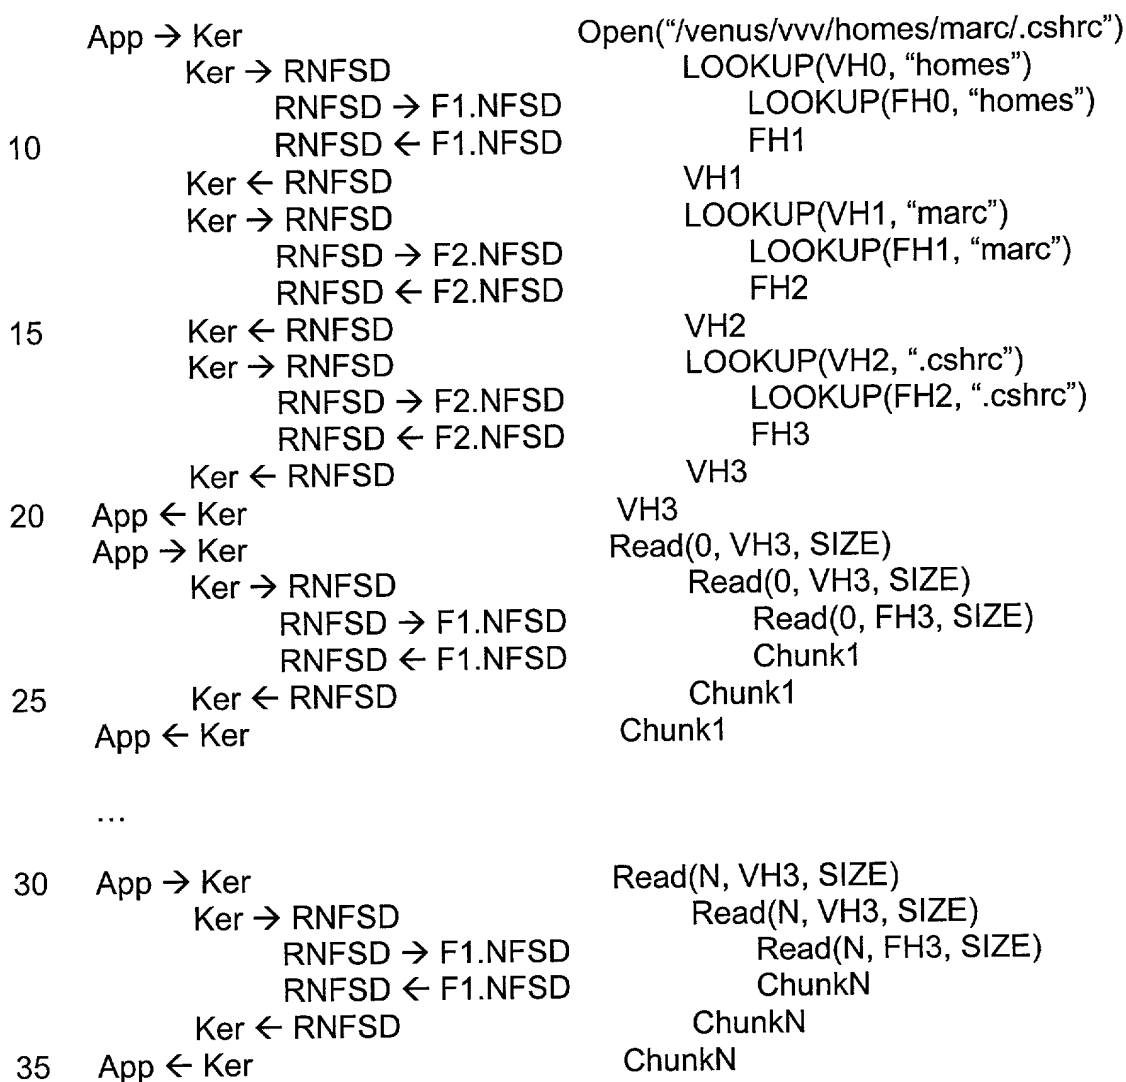 App → Ker Open("/venus/vvv/homes/marc/.cshrc")
Ker → RNFSD LOOKUP(VH0, "homes")
RNFSD → F1.NFSD LOOKUP(FH0, "homes")
10 RNFSD ← F1.NFSD FH1
Ker ← RNFSD VH1
Ker → RNFSD LOOKUP(VH1, "marc")
RNFSD → F2.NFSD LOOKUP(FH1, "marc")
RNFSD ← F2.NFSD FH2
15 Ker ← RNFSD VH2
Ker → RNFSD LOOKUP(VH2, ".cshrc")
RNFSD → F2.NFSD LOOKUP(FH2, ".cshrc")
RNFSD ← F2.NFSD FH3
Ker ← RNFSD VH3
20 App ← Ker VH3
App → Ker Read(0, VH3, SIZE)
Ker → RNFSD Read(0, VH3, SIZE)
RNFSD → F1.NFSD Read(0, FH3, SIZE)
RNFSD ← F1.NFSD Chunk1
25 Ker ← RNFSD Chunk1
App ← Ker Chunk1
...
30 App → Ker Read(N, VH3, SIZE)
Ker → RNFSD Read(N, VH3, SIZE)
RNFSD → F1.NFSD Read(N, FH3, SIZE)
RNFSD ← F1.NFSD ChunkN
Ker ← RNFSD ChunkN
35 App ← Ker ChunkN